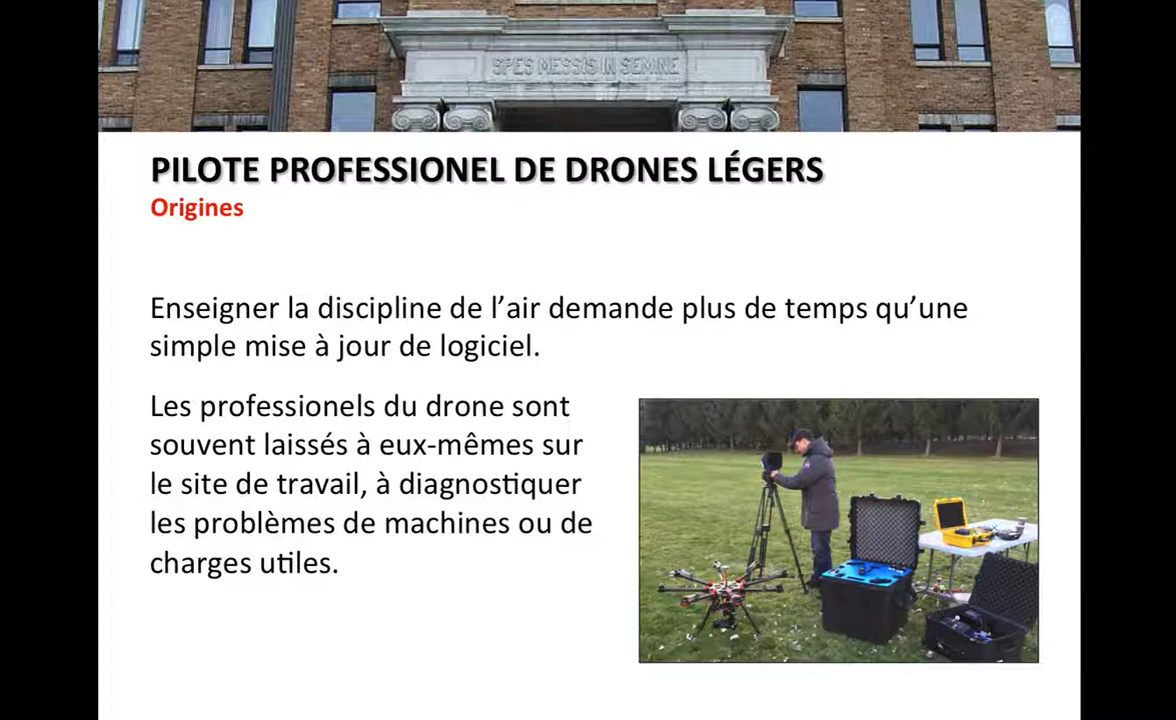 SPES MESSIS IN SEMINE
PILOTE PROFESSIONEL DE DRONES LÉGERS
Origines
Enseigner la discipline de l’air demande plus de temps qu’une
simple mise à jour de logiciel.
Les professionels du drone sont
souvent laissés à eux-mêmes sur
le site de travail, à diagnostiquer
les problèmes de machines ou de
charges utiles.